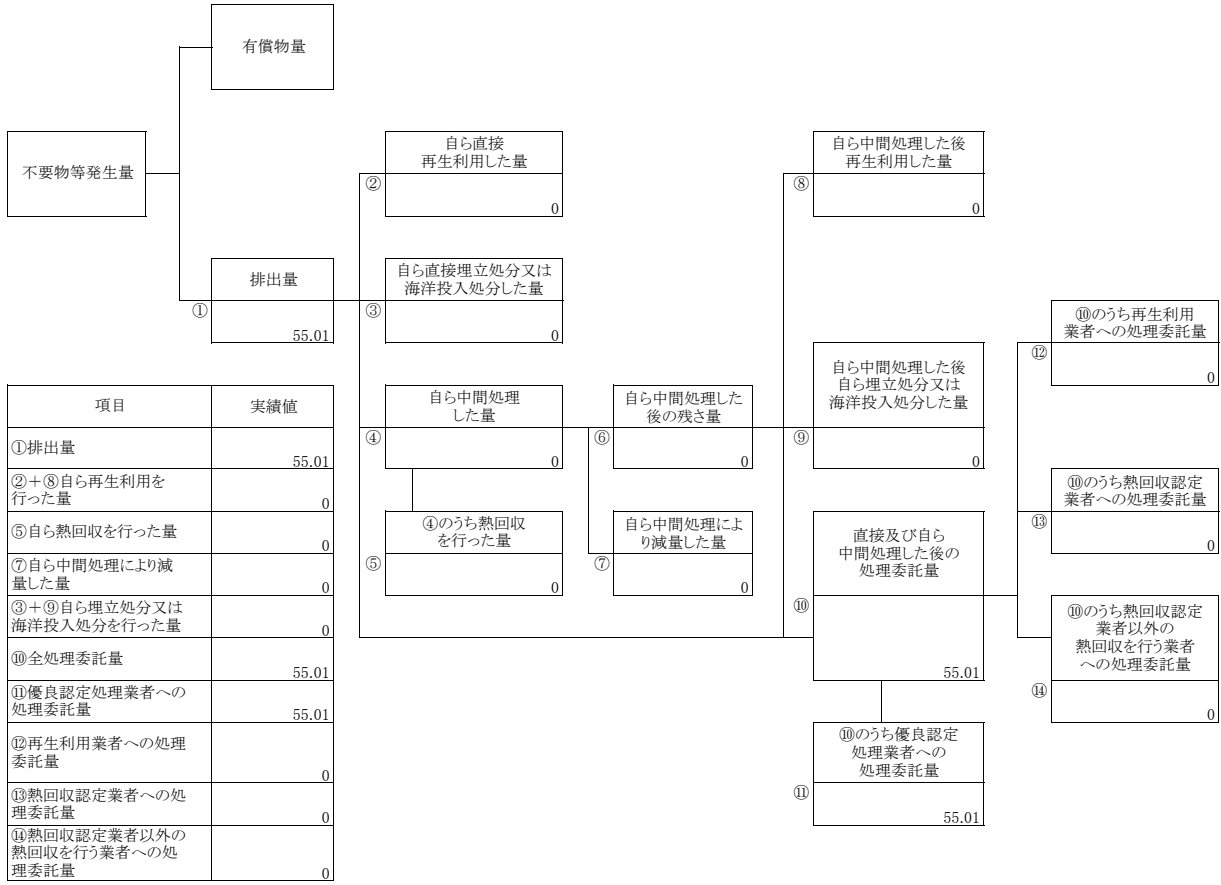 有償物量
不要物等発生量
自ら直接
再生利用した量
②
0
自ら中間処理した後
再生利用した量
⑧
0
排出量
①
55.01
自ら直接埋立処分又は
海洋投入処分した量
③
0
⑩のうち再生利用
業者への処理委託量
⑫
0
自ら中間処理
した量
④
0
自ら中間処理した
後の残さ量
⑥
0
自ら中間処理した後
自ら埋立処分又は
海洋投入処分した量
⑨
0
④のうち熱回収
を行った量
⑤
0
自ら中間処理によ
り減量した量
⑦
0
直接及び自ら
中間処理した後の
処理委託量
⑩
55.01
⑩のうち熱回収認定
業者への処理委託量
⑬
0
⑩のうち熱回収認定
業者以外の
熱回収を行う業者
への処理委託量
⑭
0
⑩のうち優良認定
処理業者への
処理委託量
⑪
55.01
項目 実績値
①排出量
55.01
②＋⑧自ら再生利用を
行った量
0
⑤自ら熱回収を行った量
0
⑦自ら中間処理により減
量した量
0
③＋⑨自ら埋立処分又は
海洋投入処分を行った量
0
⑩全処理委託量
55.01
⑪優良認定処理業者への
処理委託量
55.01
⑫再生利用業者への処理
委託量
0
⑬熱回収認定業者への処
理委託量
0
⑭熱回収認定業者以外の
熱回収を行う業者への処
理委託量
0